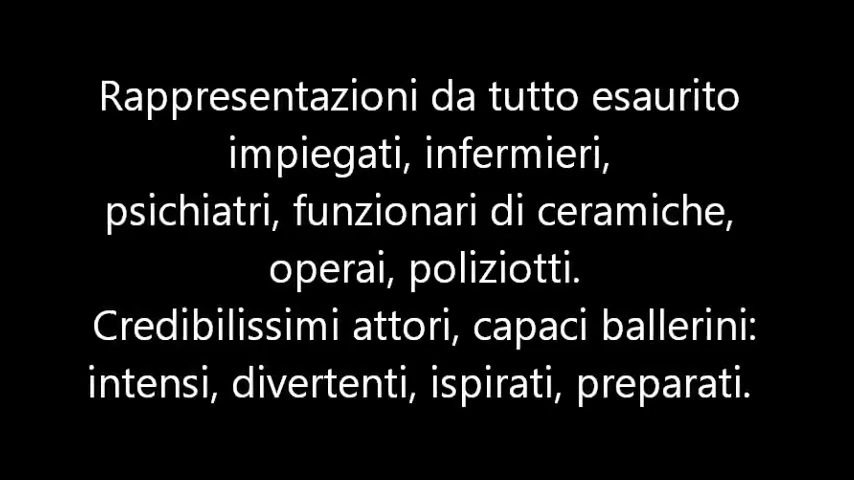 Rappresentazioni da tutto esaurito
impiegati, infermieri,
psichiatri, funzionari di ceramiche,
operai, poliziotti.
Credibilissimi attori, capaci ballerini:
intensi, divertenti, ispirati, preparati.